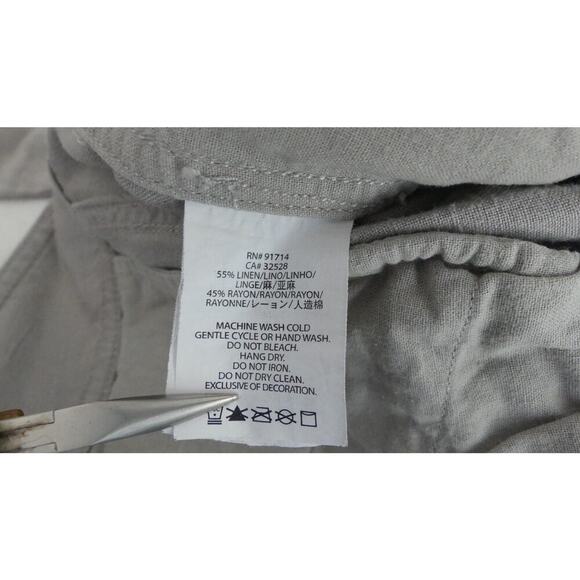 RN# 91714
CA# 32528
55% LINEN/LINO/LINHO/
LINGE/麻/亚麻
45% RAYON/RAYON/RAYON/
RAYONNE/レーヨン/人造棉
MACHINE WASH COLD
GENTLE CYCLE OR HAND WASH.
DO NOT BLEACH.
HANG DRY.
DO NOT IRON.
DO NOT DRY CLEAN.
EXCLUSIVE OF DECORATION.